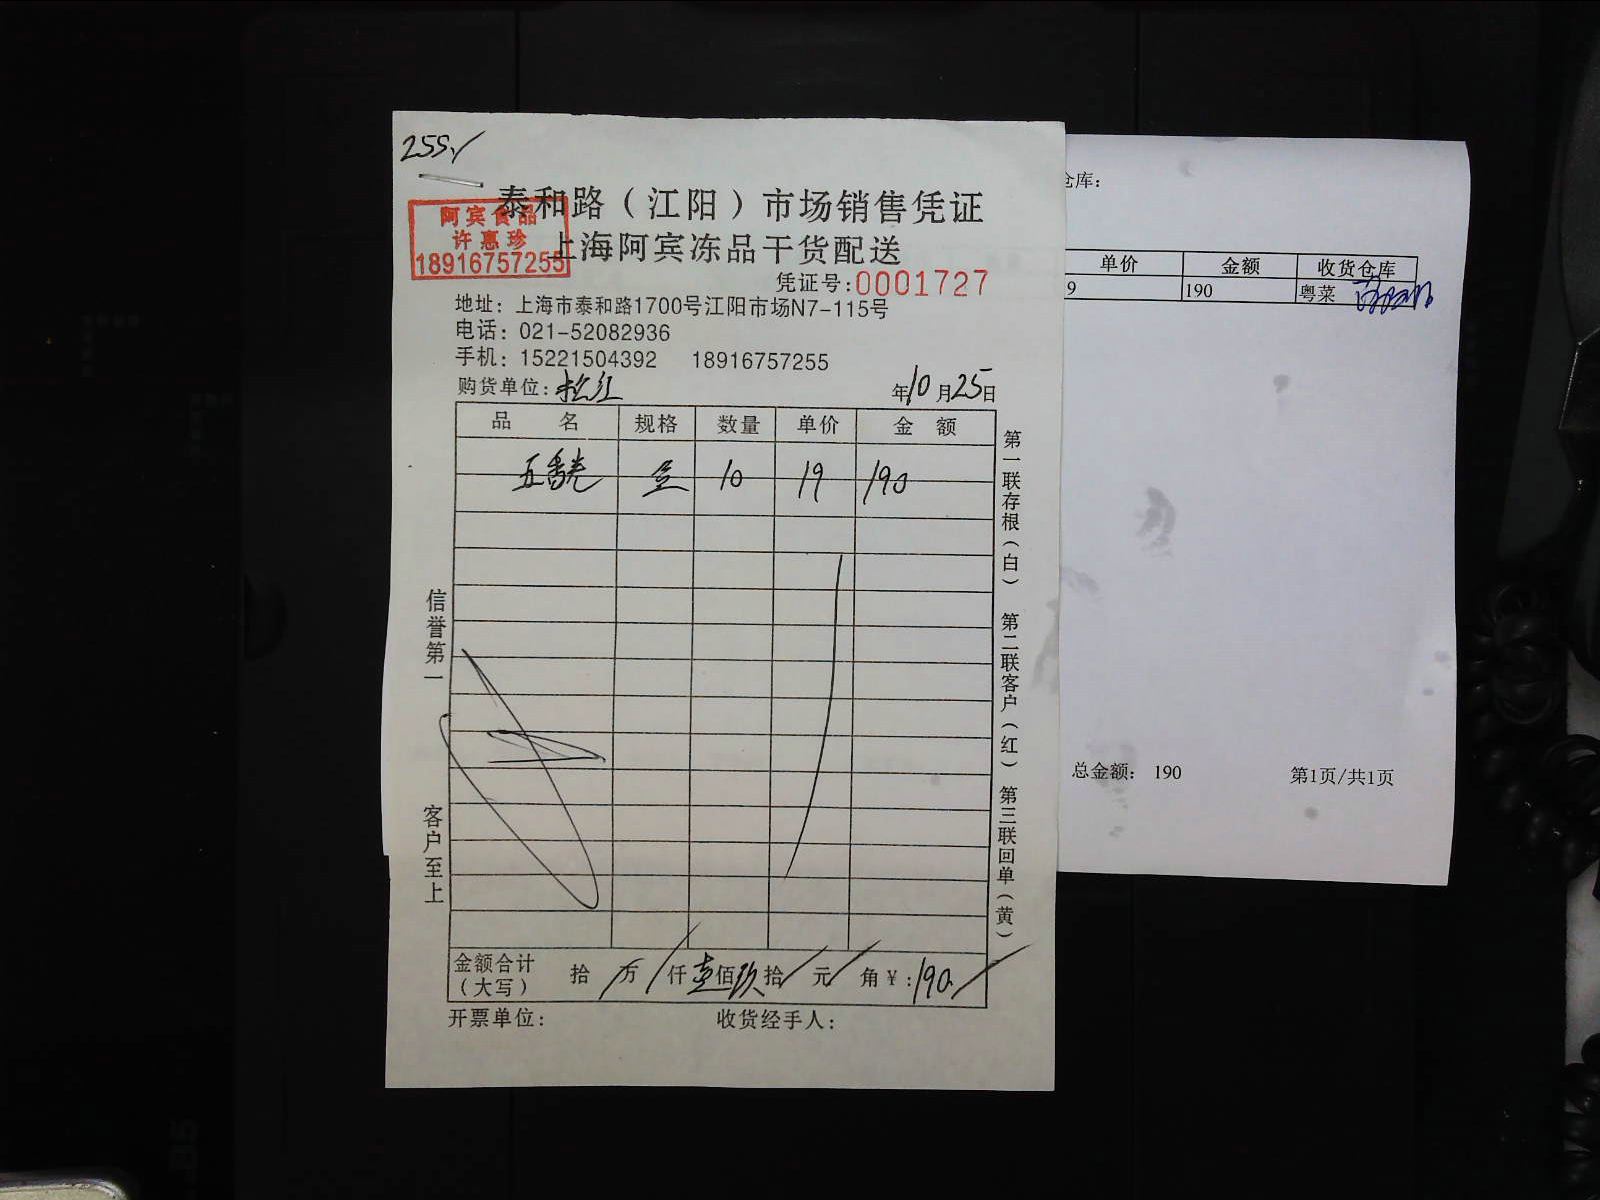 255
泰和路（江阳）市场销售凭证
阿宾食品
许惠珍
18916757255
上海阿宾冻品干货配送
凭证号:0001727
地址：上海市泰和路1700号江阳市场N7-115号
电话：021-52082936
手机：15221504392 18916757255
购货单位: 年10月25日
品 名 规格 数量 单价 金 额
10 19 190
第一联存根（白） 第二联客户（红） 第三联回单（黄）
信誉第一
客户至上
金额合计（大写） 拾 万 仟壹佰玖拾 元 角￥:190
开票单位： 收货经手人：
仓库：
单价 金额 收货仓库
9 190 粤菜
总金额： 190 第1页/共1页
B5